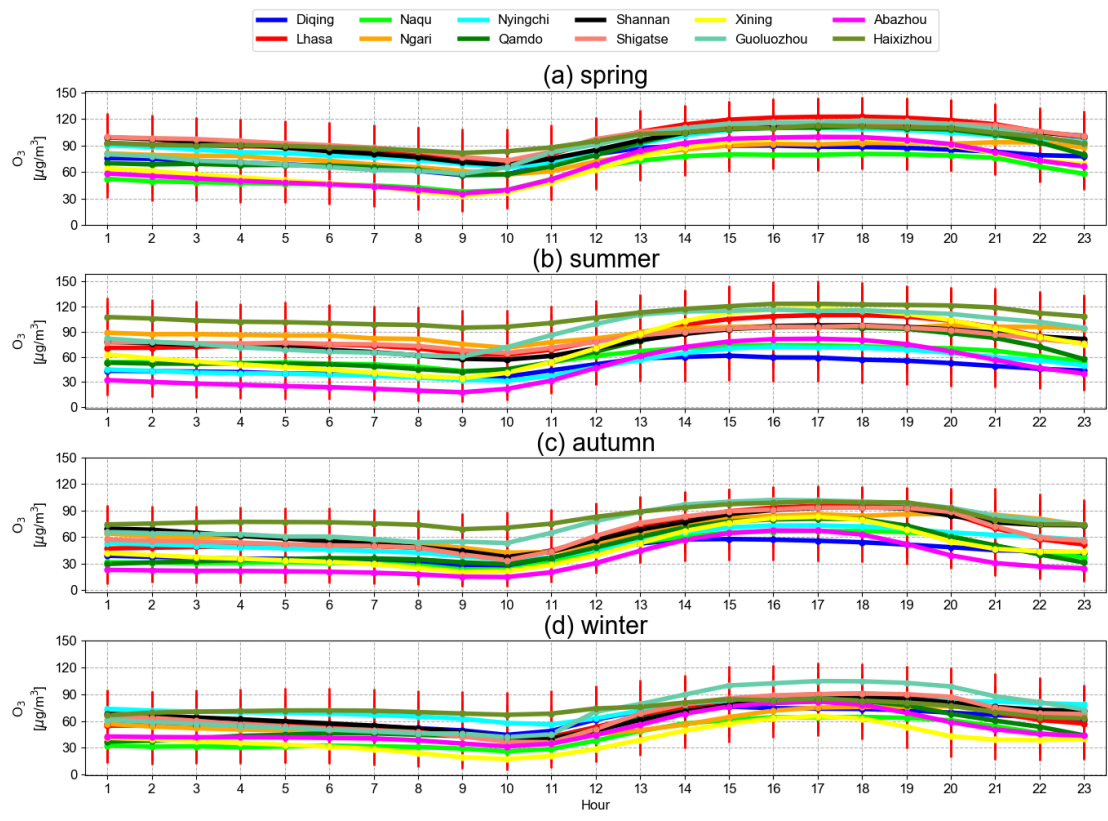 Diqing Naqu Nyingchi Shannan Xining Abazhou
Lhasa Ngari Qamdo Shigatse Guoluozhou Haixizhou
(a) spring
150
120
90
60
30
0
O₃
[μg/m³]
1 2 3 4 5 6 7 8 9 10 11 12 13 14 15 16 17 18 19 20 21 22 23
(b) summer
150
120
90
60
30
0
O₃
[μg/m³]
1 2 3 4 5 6 7 8 9 10 11 12 13 14 15 16 17 18 19 20 21 22 23
(c) autumn
150
120
90
60
30
0
O₃
[μg/m³]
1 2 3 4 5 6 7 8 9 10 11 12 13 14 15 16 17 18 19 20 21 22 23
(d) winter
150
120
90
60
30
0
O₃
[μg/m³]
1 2 3 4 5 6 7 8 9 10 11 12 13 14 15 16 17 18 19 20 21 22 23
Hour